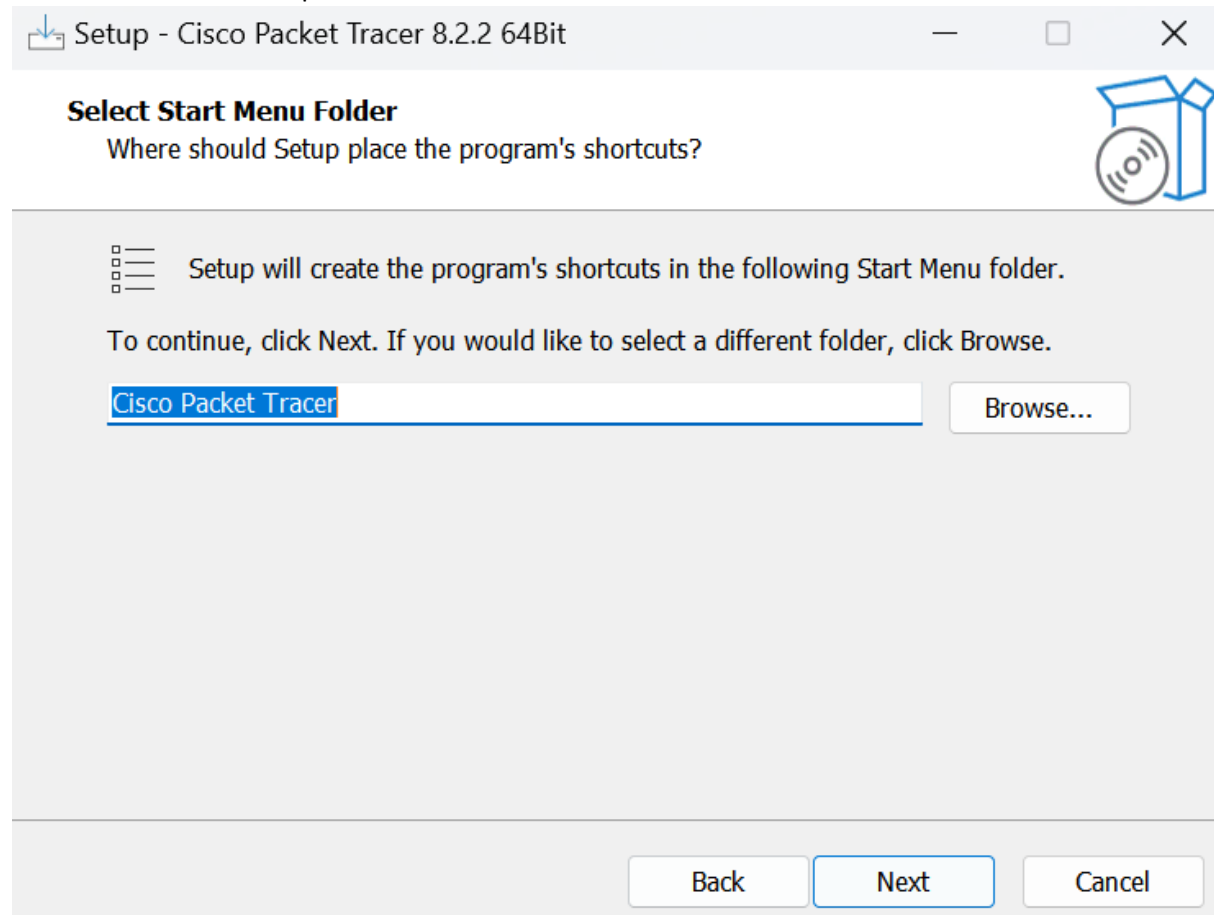 Setup - Cisco Packet Tracer 8.2.2 64Bit
Select Start Menu Folder
Where should Setup place the program's shortcuts?
Setup will create the program's shortcuts in the following Start Menu folder.
To continue, click Next. If you would like to select a different folder, click Browse.
Cisco Packet Tracer
Browse...
Back
Next
Cancel